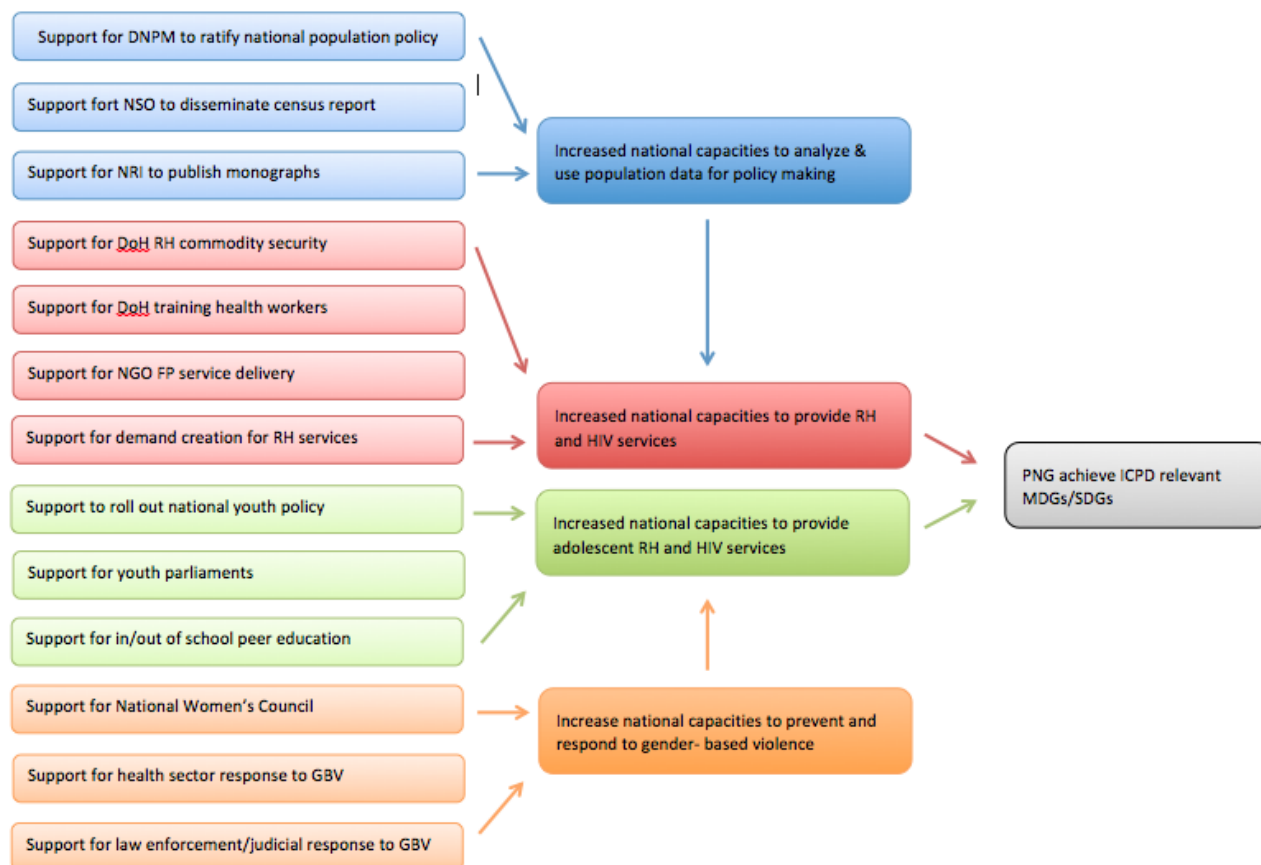 Support for DNPM to ratify national population policy
Support fort NSO to disseminate census report
Support for NRI to publish monographs
Increased national capacities to analyze &
use population data for policy making
Support for DoH RH commodity security
Support for DoH training health workers
Support for NGO FP service delivery
Support for demand creation for RH services
Increased national capacities to provide RH
and HIV services
Support to roll out national youth policy
Support for youth parliaments
Support for in/out of school peer education
Increased national capacities to provide
adolescent RH and HIV services
PNG achieve ICPD relevant
MDGs/SDGs
Support for National Women's Council
Support for health sector response to GBV
Support for law enforcement/judicial response to GBV
Increase national capacities to prevent and
respond to gender- based violence